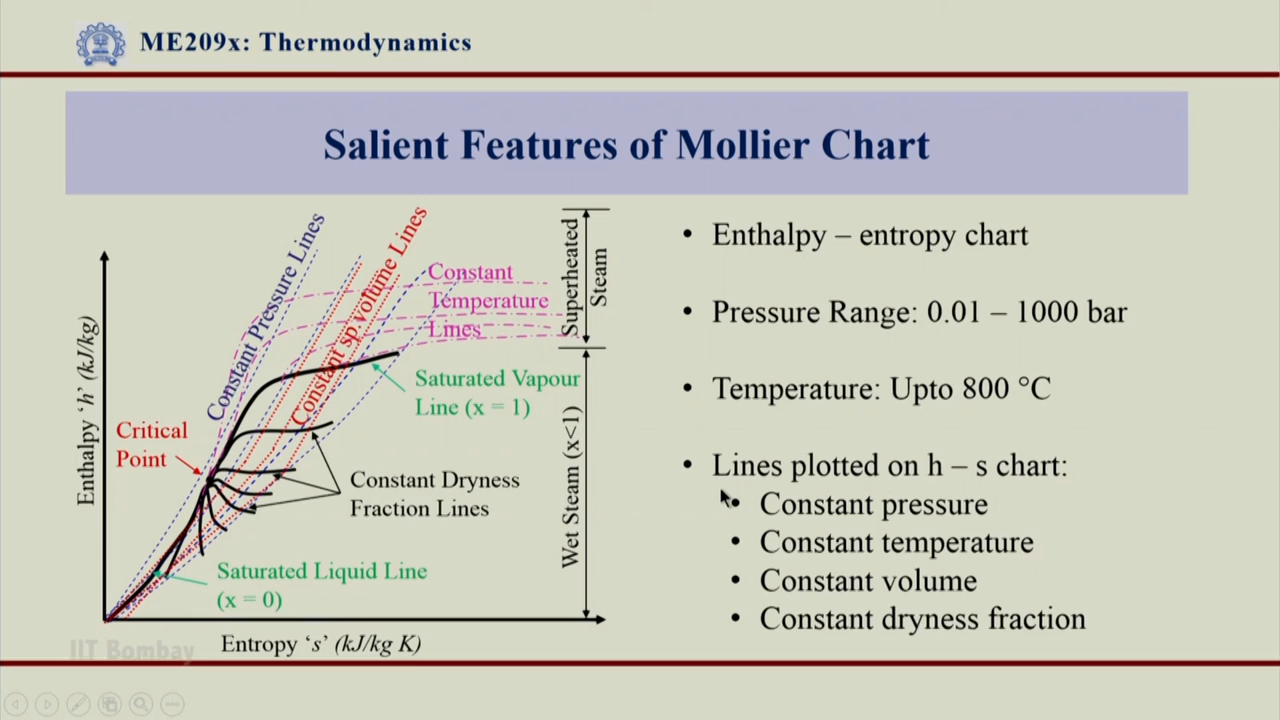 ME209x: Thermodynamics
Salient Features of Mollier Chart
Enthalpy 'h' (kJ/kg)
Constant Pressure Lines
Constant sp volume Lines
Constant
Temperature
Lines
Superheated
Steam
Saturated Vapour
Line (x = 1)
Critical
Point
Constant Dryness
Fraction Lines
Wet Steam (x<1)
Saturated Liquid Line
(x = 0)
Entropy 's' (kJ/kg K)
• Enthalpy – entropy chart
• Pressure Range: 0.01 – 1000 bar
• Temperature: Upto 800 °C
• Lines plotted on h – s chart:
• Constant pressure
• Constant temperature
• Constant volume
• Constant dryness fraction
IIT Bombay